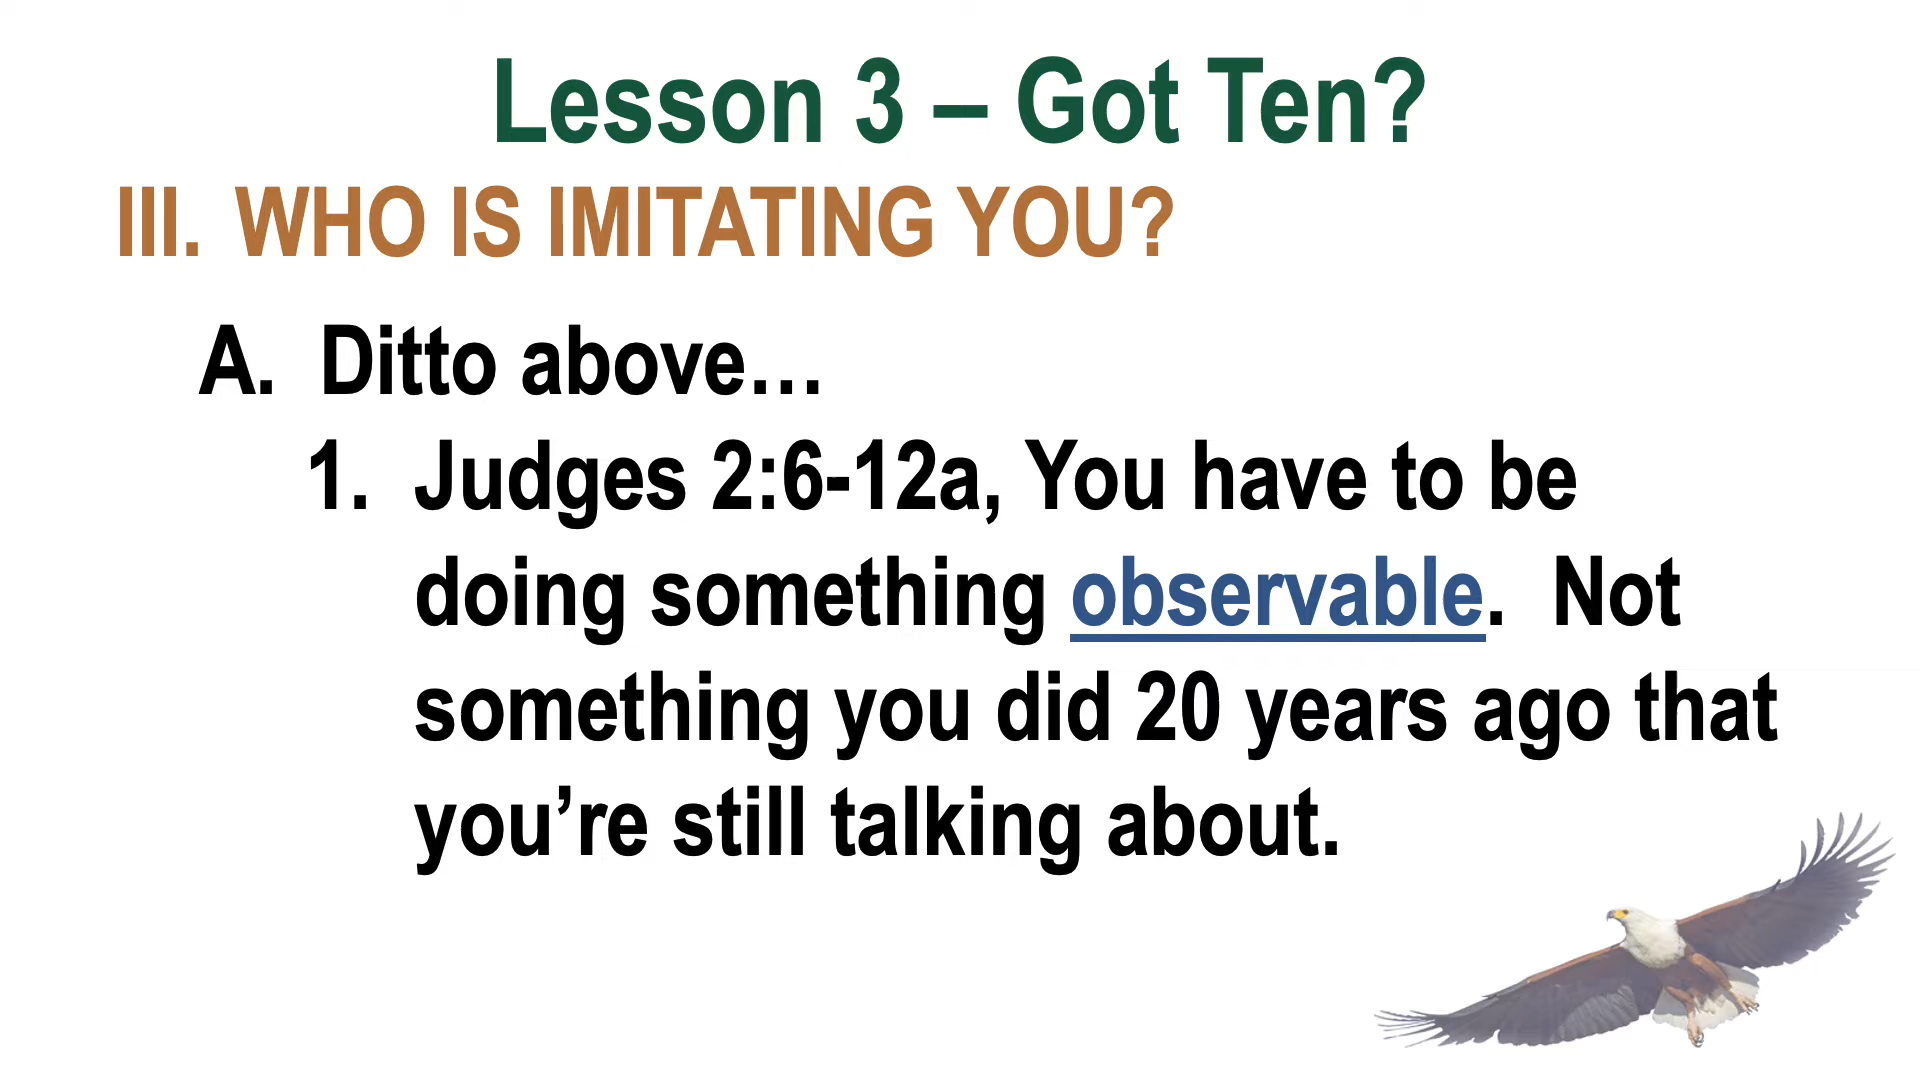 Lesson 3 – Got Ten?
III. WHO IS IMITATING YOU?
A. Ditto above…
1. Judges 2:6-12a, You have to be
doing something observable. Not
something you did 20 years ago that
you’re still talking about.